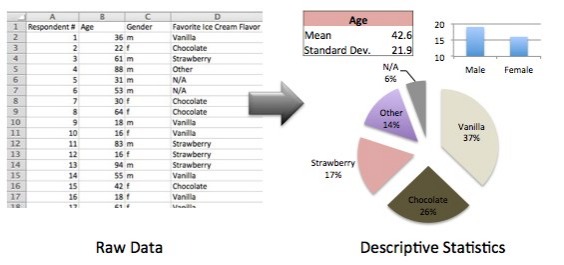 A B C D
1 Respondent # Age Gender Favorite Ice Cream Flavor
2 1 36 m Vanilla
3 2 22 f Chocolate
4 3 61 m Strawberry
5 4 88 m Other
6 5 31 m N/A
7 6 53 m N/A
8 7 30 f Chocolate
9 8 64 f Chocolate
10 9 18 m Vanilla
11 10 16 f Vanilla
12 11 83 m Strawberry
13 12 16 f Strawberry
14 13 94 m Strawberry
15 14 55 m Vanilla
16 15 42 f Chocolate
17 16 18 f Vanilla
18 17 61 f Vanilla
Raw Data
Age
Mean 42.6
Standard Dev. 21.9
20
15
10
Male Female
N/A
6%
Other
14%
Vanilla
37%
Strawberry
17%
Chocolate
26%
Descriptive Statistics